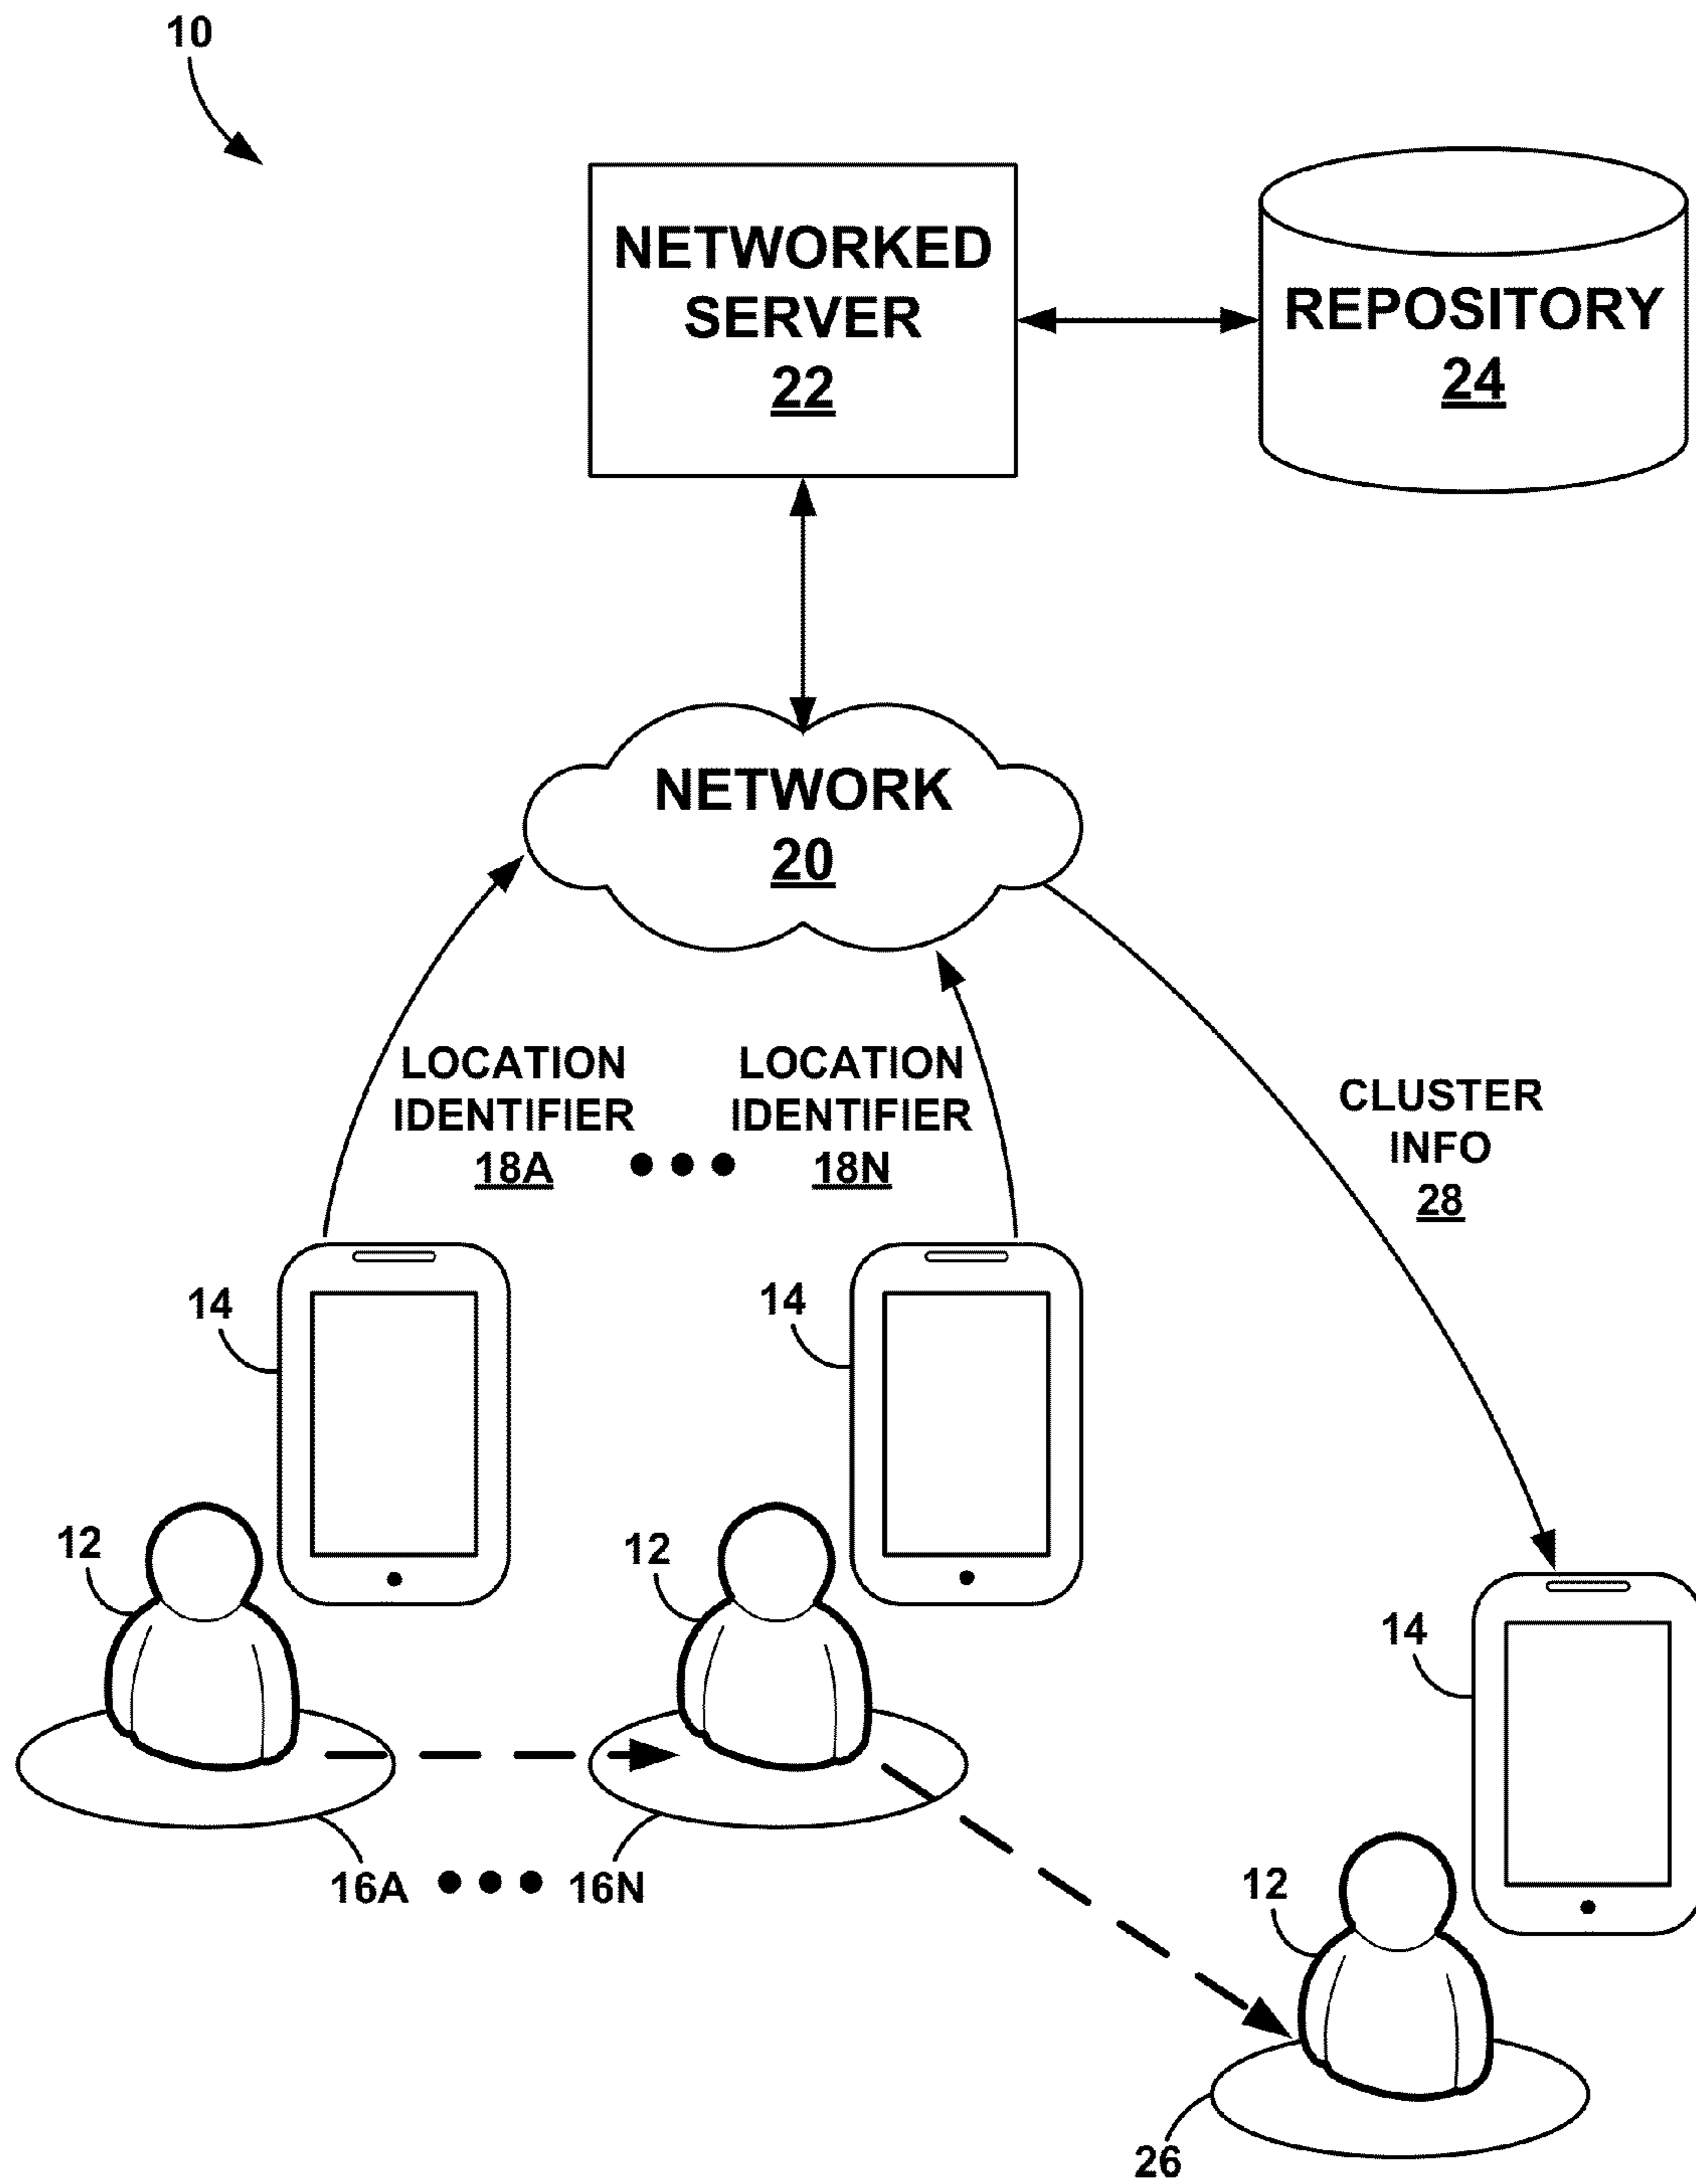 10
NETWORKED
SERVER
22
REPOSITORY
24
NETWORK
20
LOCATION
IDENTIFIER
18A
LOCATION
IDENTIFIER
18N
CLUSTER
INFO
28
14
14
12
12
14
16A ● ● ● 16N
12
26